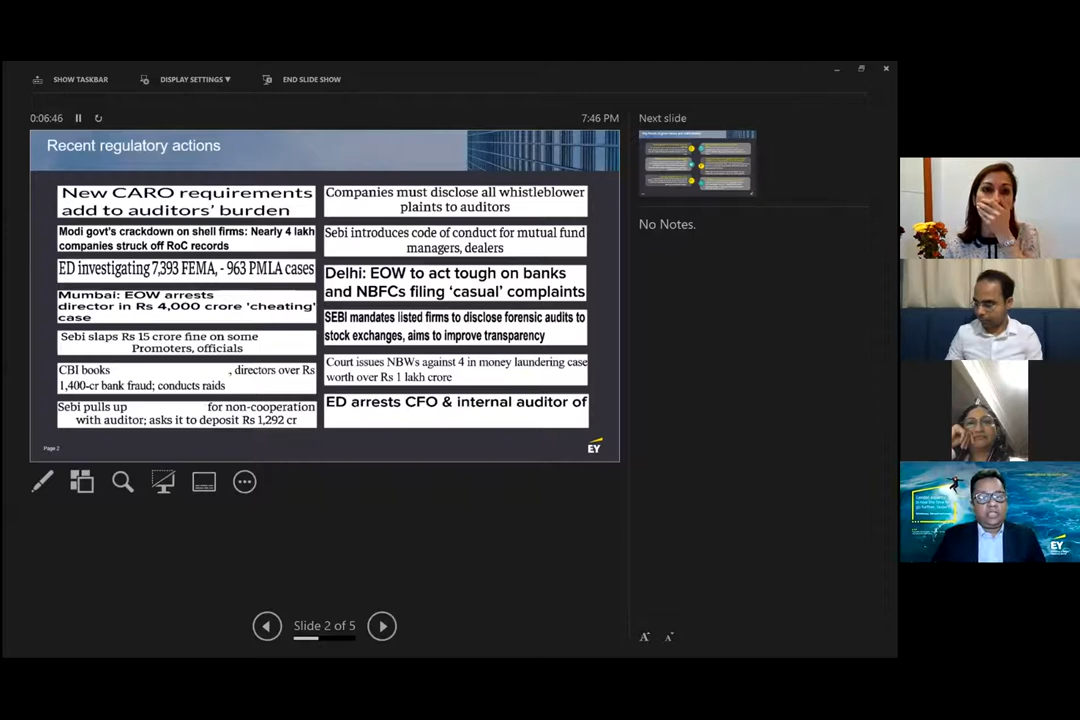 SHOW TASKBAR
DISPLAY SETTINGS ▼
END SLIDE SHOW
0:06:46
7:46 PM
Recent regulatory actions
New CARO requirements
add to auditors' burden
Modi govt's crackdown on shell firms: Nearly 4 lakh
companies struck off RoC records
ED investigating 7,393 FEMA, - 963 PMLA cases
Mumbai: EOW arrests
director in Rs 4,000 crore 'cheating'
case
Sebi slaps Rs 15 crore fine on some
Promoters, officials
CBI books , directors over Rs
1,400-cr bank fraud; conducts raids
Sebi pulls up for non-cooperation
with auditor; asks it to deposit Rs 1,292 cr
Companies must disclose all whistleblower
plaints to auditors
Sebi introduces code of conduct for mutual fund
managers, dealers
Delhi: EOW to act tough on banks
and NBFCs filing 'casual' complaints
SEBI mandates listed firms to disclose forensic audits to
stock exchanges, aims to improve transparency
Court issues NBWs against 4 in money laundering case
worth over Rs 1 lakh crore
ED arrests CFO & internal auditor of
Page 2
EY
Slide 2 of 5
Next slide
No Notes.
A
A
EY